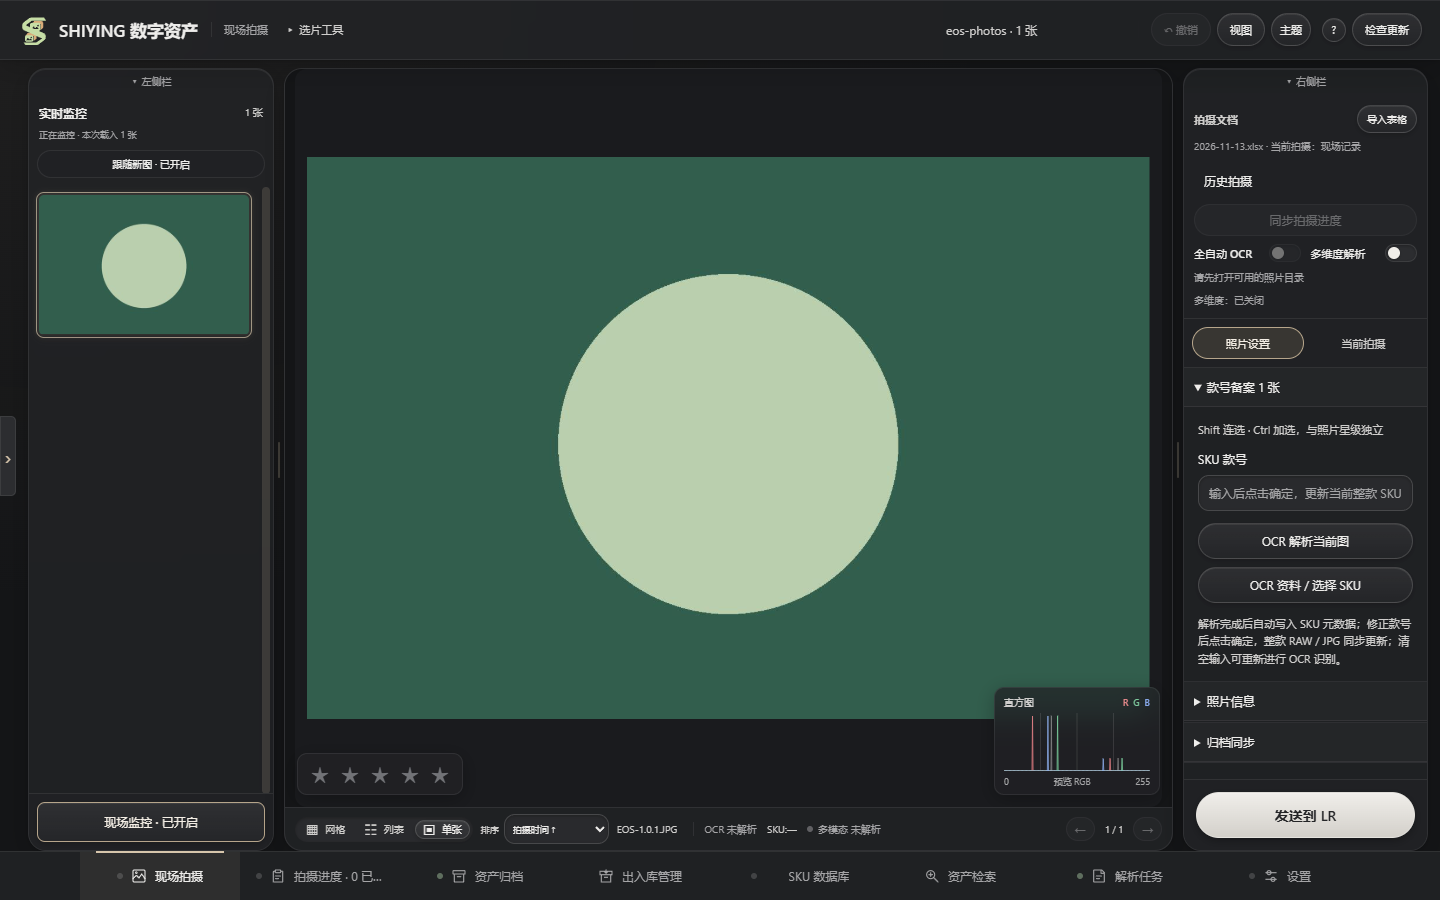 SHIYING 数字资产
现场拍摄
▸ 选片工具
eos-photos · 1 张
撤销
视图
主题
?
检查更新
左侧栏
实时监控
1 张
正在监控 · 本次载入 1 张
跟随新图 · 已开启
现场监控 · 已开启
直方图
R G B
0
预览 RGB
255
网格
列表
单张
排序
拍摄时间 ↑
EOS-1.0.1.JPG
OCR 未解析
SKU:—
多模态 未解析
←
1 / 1
→
右侧栏
拍摄文档
导入表格
2026-11-13.xlsx · 当前拍摄：现场记录
历史拍摄
同步拍摄进度
全自动 OCR
多维度解析
请先打开可用的照片目录
多维度：已关闭
照片设置
当前拍摄
款号备案 1 张
Shift 连选 · Ctrl 加选，与照片星级独立
SKU 款号
输入后点击确定，更新当前整款 SKU
OCR 解析当前图
OCR 资料 / 选择 SKU
解析完成后自动写入 SKU 元数据；修正款号
后点击确定，整款 RAW / JPG 同步更新；清
空输入可重新进行 OCR 识别。
照片信息
归档同步
发送到 LR
现场拍摄
拍摄进度 · 0 已...
资产归档
出入库管理
SKU 数据库
资产检索
解析任务
设置